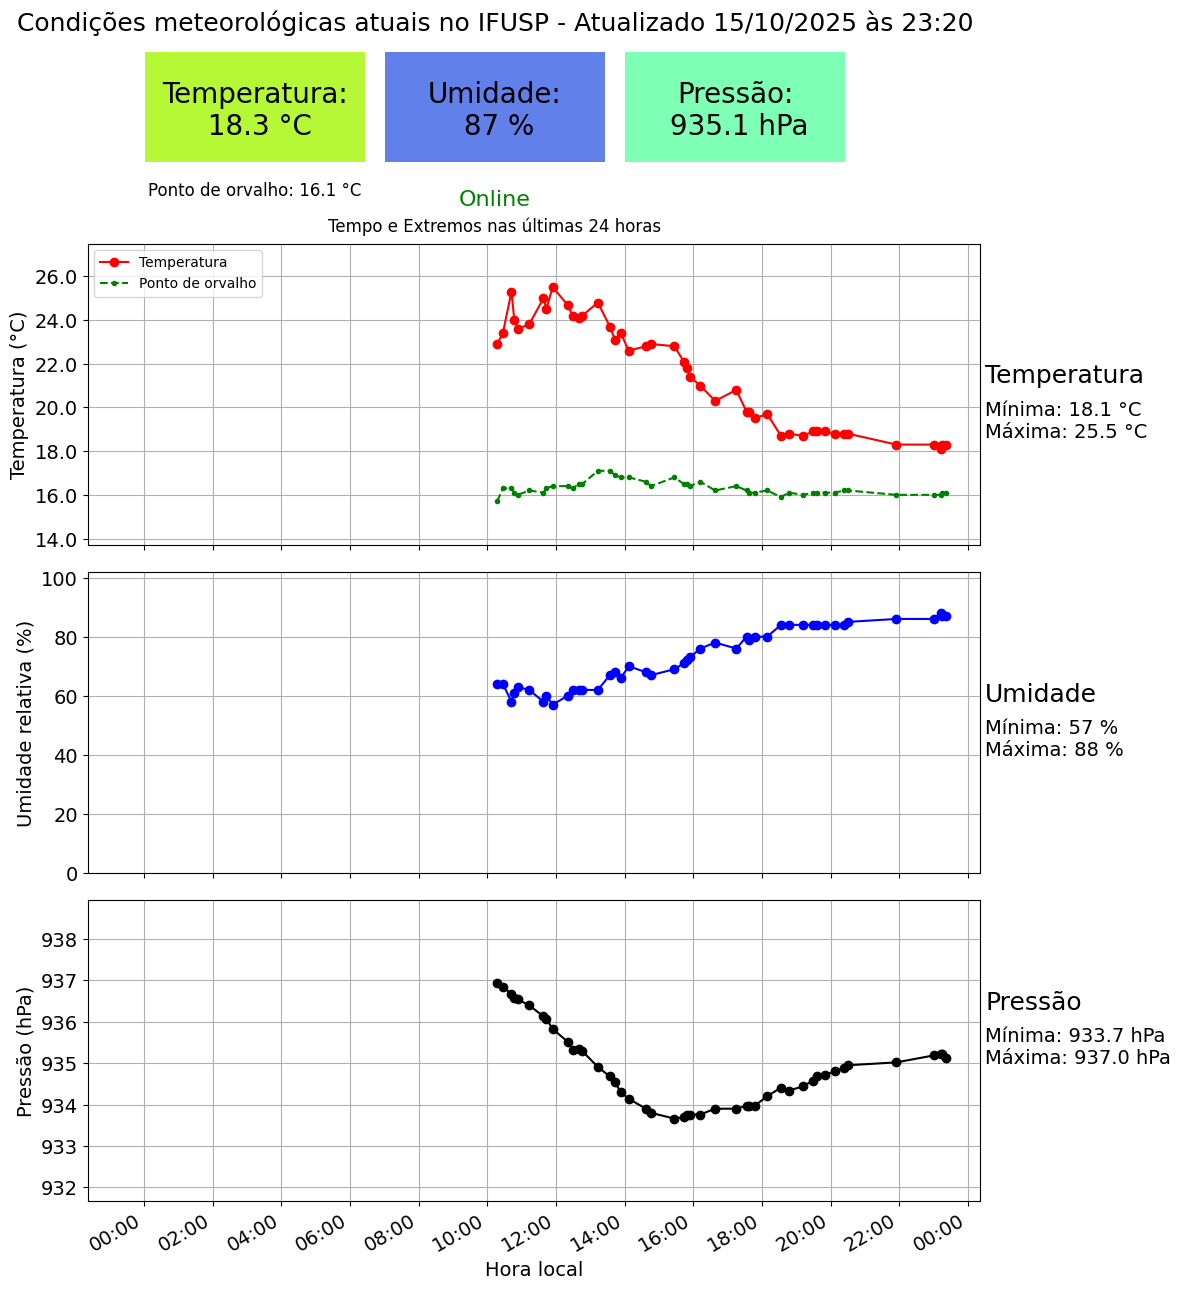 Condições meteorológicas atuais no IFUSP - Atualizado 15/10/2025 às 23:20
Temperatura:
18.3 °C
Umidade:
87 %
Pressão:
935.1 hPa
Ponto de orvalho: 16.1 °C
Online
Tempo e Extremos nas últimas 24 horas
Temperatura
Ponto de orvalho
Temperatura (°C)
26.0
24.0
22.0
20.0
18.0
16.0
14.0
Temperatura
Mínima: 18.1 °C
Máxima: 25.5 °C
Umidade relativa (%)
100
80
60
40
20
0
Umidade
Mínima: 57 %
Máxima: 88 %
Pressão (hPa)
938
937
936
935
934
933
932
Pressão
Mínima: 933.7 hPa
Máxima: 937.0 hPa
00:00 02:00 04:00 06:00 08:00 10:00 12:00 14:00 16:00 18:00 20:00 22:00 00:00
Hora local